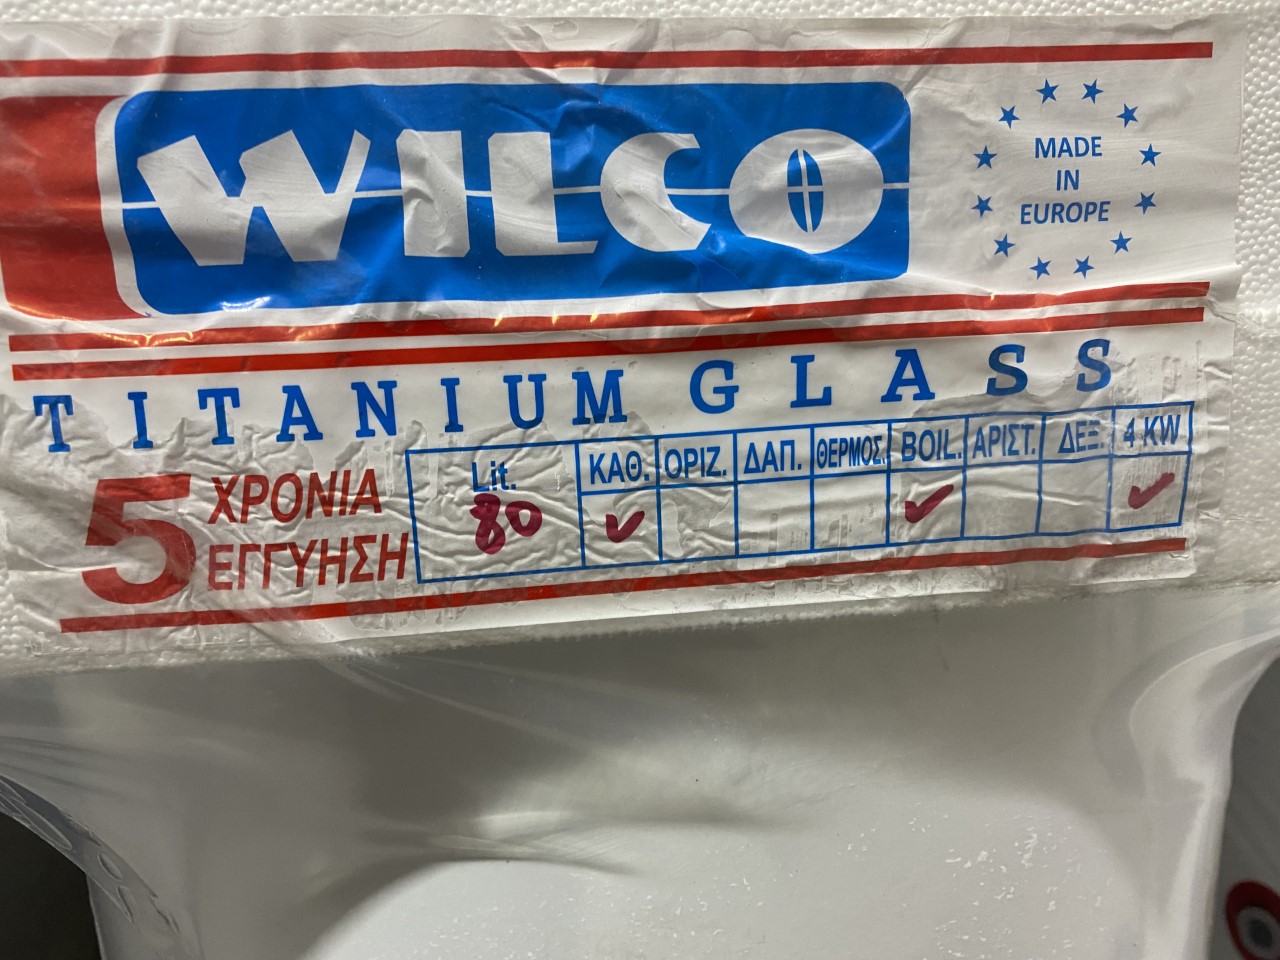 WILCO
MADE
IN
EUROPE
TITANIUM GLASS
5 ΧΡΟΝΙΑ
ΕΓΓΥΗΣΗ
Lit. ΚΑΘ. ΟΡΙΖ. ΔΑΠ. ΘΕΡΜΟΣ. BOIL. ΑΡΙΣΤ. ΔΕΞ. 4 KW
80 ✓ ✓ ✓